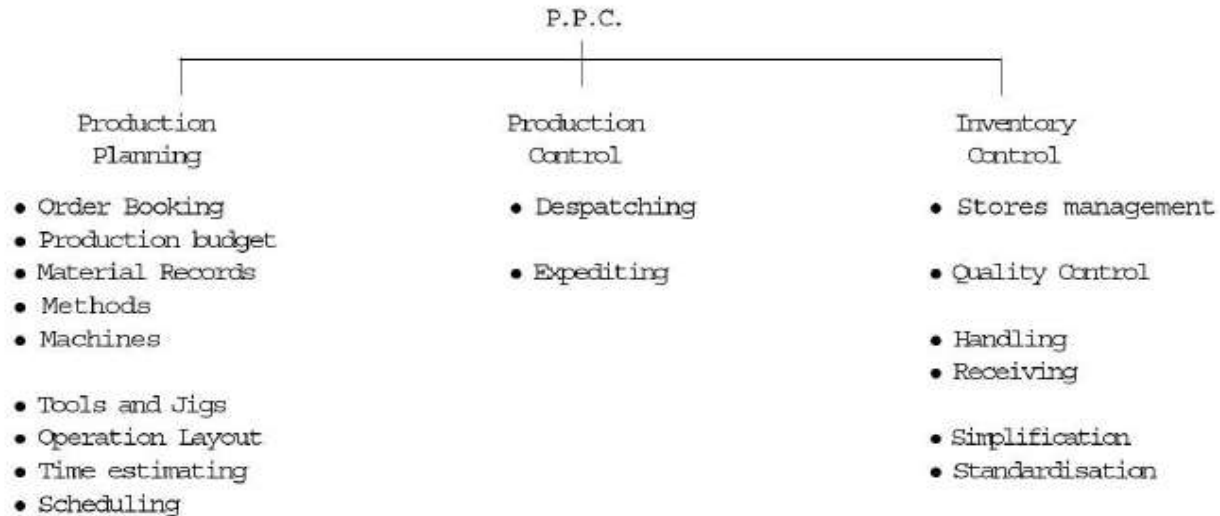 P.P.C.
Production
Planning
• Order Booking
• Production budget
• Material Records
• Methods
• Machines
• Tools and Jigs
• Operation Layout
• Time estimating
• Scheduling
Production
Control
• Despatching
• Expediting
Inventory
Control
• Stores management
• Quality Control
• Handling
• Receiving
• Simplification
• Standardisation